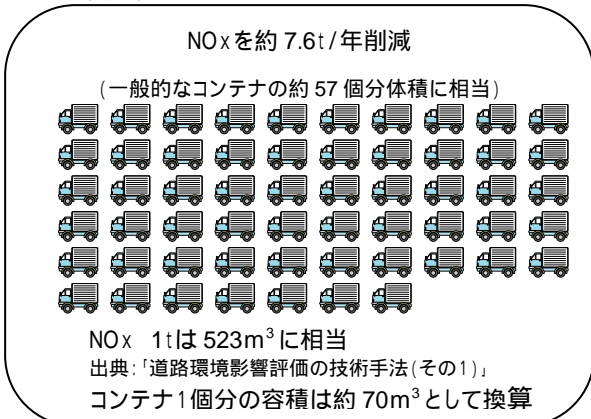 NOxを約7.6t/年削減
(一般的なコンテナの約57個分体積に相当)
NOx 1tは523m³に相当
出典:「道路環境影響評価の技術手法(その1)」
コンテナ1個分の容積は約70m³として換算